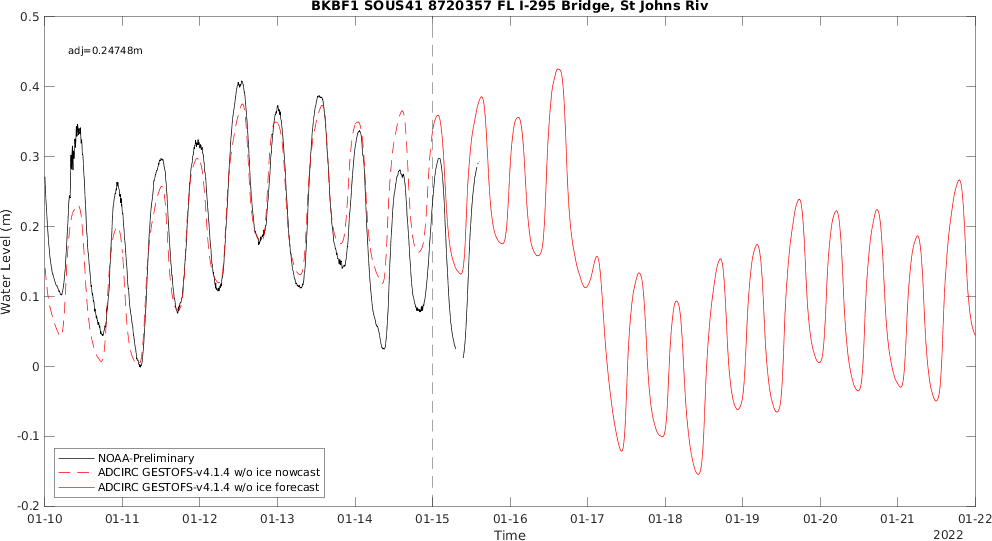 BKBF1 SOUS41 8720357 FL I-295 Bridge, St Johns Riv
adj=0.24748m
0.5
0.4
0.3
0.2
0.1
0
-0.1
-0.2
Water Level (m)
NOAA-Preliminary
ADCIRC GESTOFS-v4.1.4 w/o ice nowcast
ADCIRC GESTOFS-v4.1.4 w/o ice forecast
01-10 01-11 01-12 01-13 01-14 01-15 01-16 01-17 01-18 01-19 01-20 01-21 01-22
Time
2022